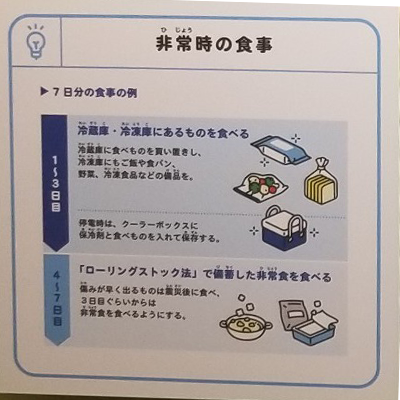 非常時の食事
▶7日分の食事の例
1〜3日目
冷蔵庫・冷凍庫にあるものを食べる
冷蔵庫に食べものを買い置きし、
冷凍庫にもご飯や食パン、
野菜、冷凍食品などの備品を。
停電時は、クーラーボックスに
保冷剤と食べものを入れて保存する。
4〜7日目
「ローリングストック法」で備蓄した非常食を食べる
傷みが早く出るものは震災後に食べ、
3日目ぐらいからは
非常食を食べるようにする。